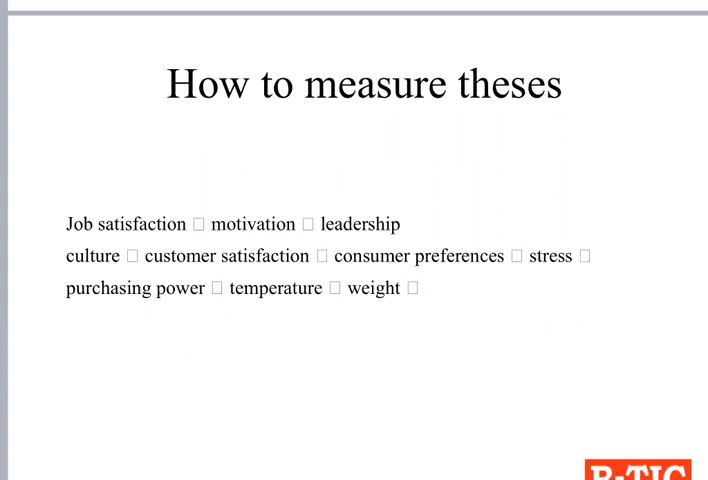 How to measure theses
Job satisfaction □ motivation □ leadership
culture □ customer satisfaction □ consumer preferences □ stress □
purchasing power □ temperature □ weight □